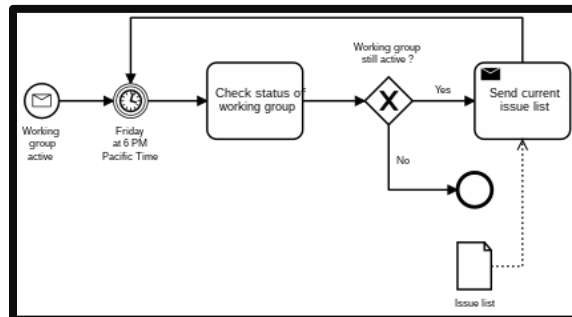 Working group
still active ?
Check status of
working group
Yes
Send current
issue list
Working
group
active
Friday
at 6 PM
Pacific Time
No
Issue list